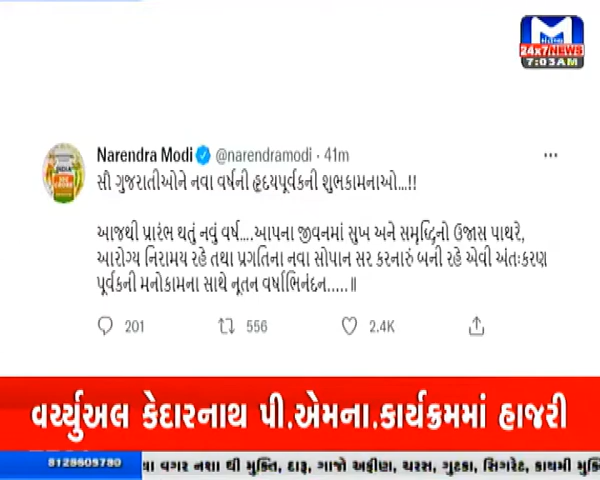 મંતવ્ય
24x7NEWS
7:03AM
Narendra Modi @narendramodi · 41m
સૌ ગુજરાતીઓને નવા વર્ષની હૃદયપૂર્વકની શુભકામનાઓ...!!
આજથી પ્રારંભ થતું નવું વર્ષ....આપના જીવનમાં સુખ અને સમૃદ્ધિનો ઉજાસ પાથરે,
આરોગ્ય નિરામય રહે તથા પ્રગતિના નવા સોપાન સર કરનારું બની રહે એવી અંતઃકરણ
પૂર્વકની મનોકામના સાથે નૂતન વર્ષાભિનંદન.....॥
201 556 2.4K
વર્ચ્યુઅલ કેદારનાથ પી.એમના.કાર્યક્રમમાં હાજરી
8128605780 વગર નશા થી મુક્તિ, દારૂ, ગાજો અફીણ, ચરસ, ગુટકા, સિગરેટ, કાયમી